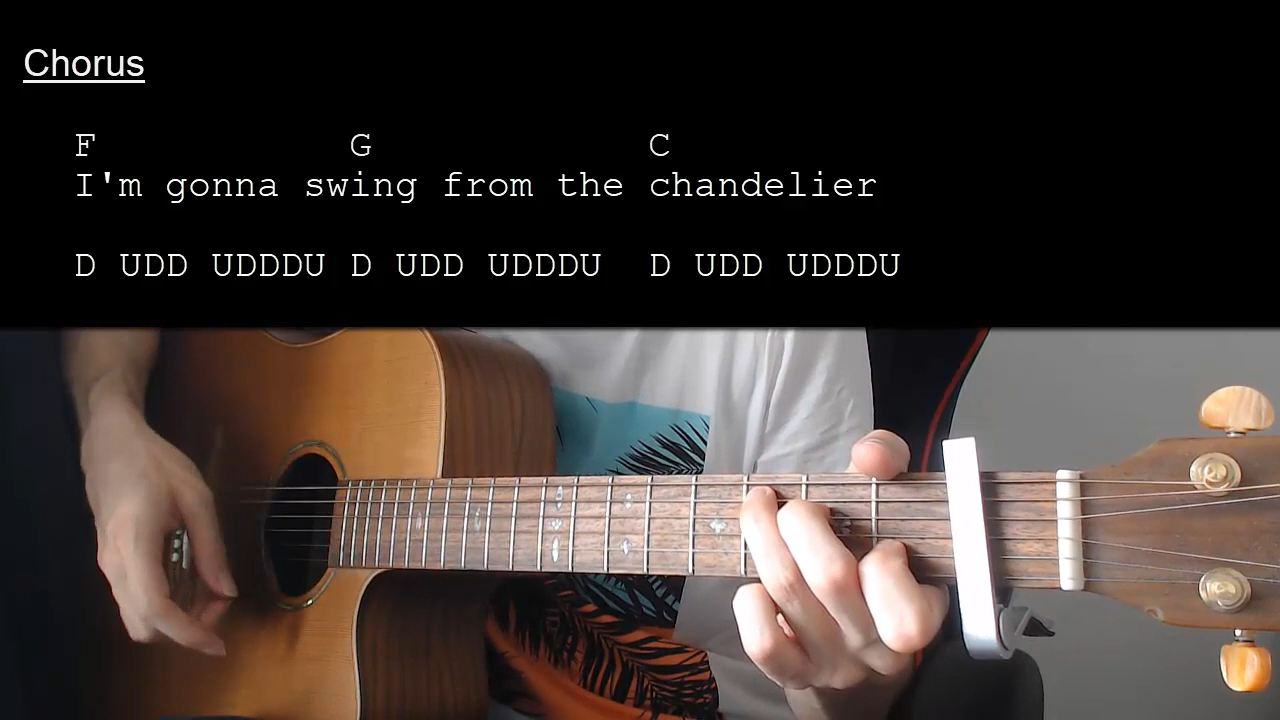 Chorus
F G C
I'm gonna swing from the chandelier
D UDD UDDDU D UDD UDDDU D UDD UDDDU